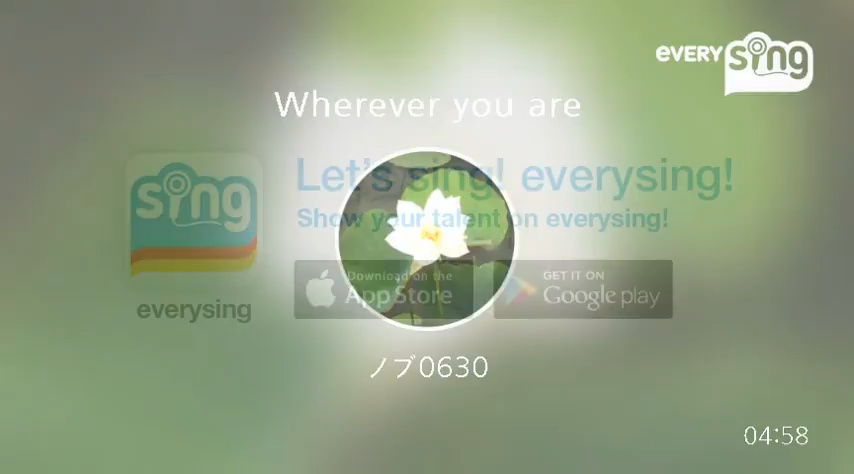 everysing
Wherever you are
sing
Let's sing! everysing!
Show your talent on everysing!
Download on the
App Store
GET IT ON
Google play
everysing
ノブ0630
04:58